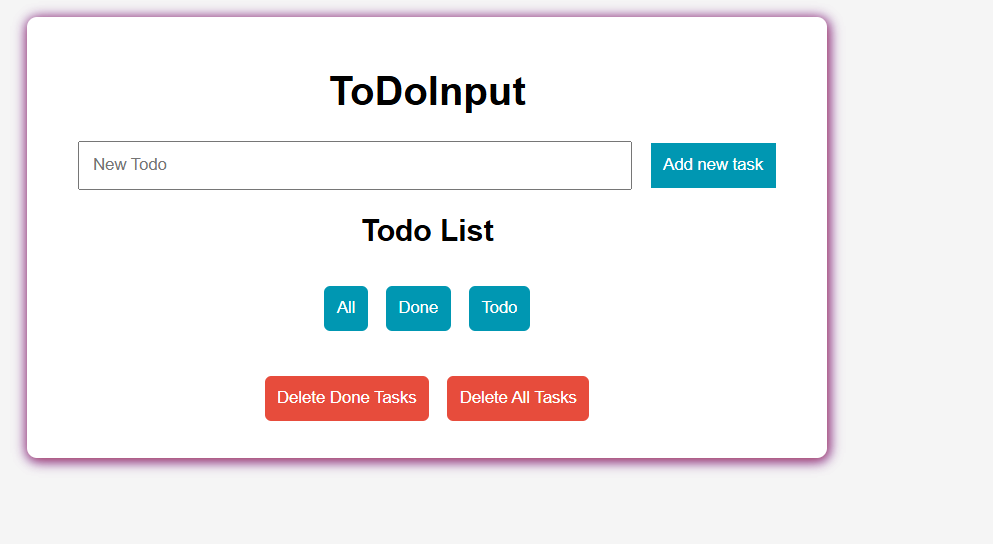 ToDoInput
New Todo Add new task
Todo List
All Done Todo
Delete Done Tasks Delete All Tasks